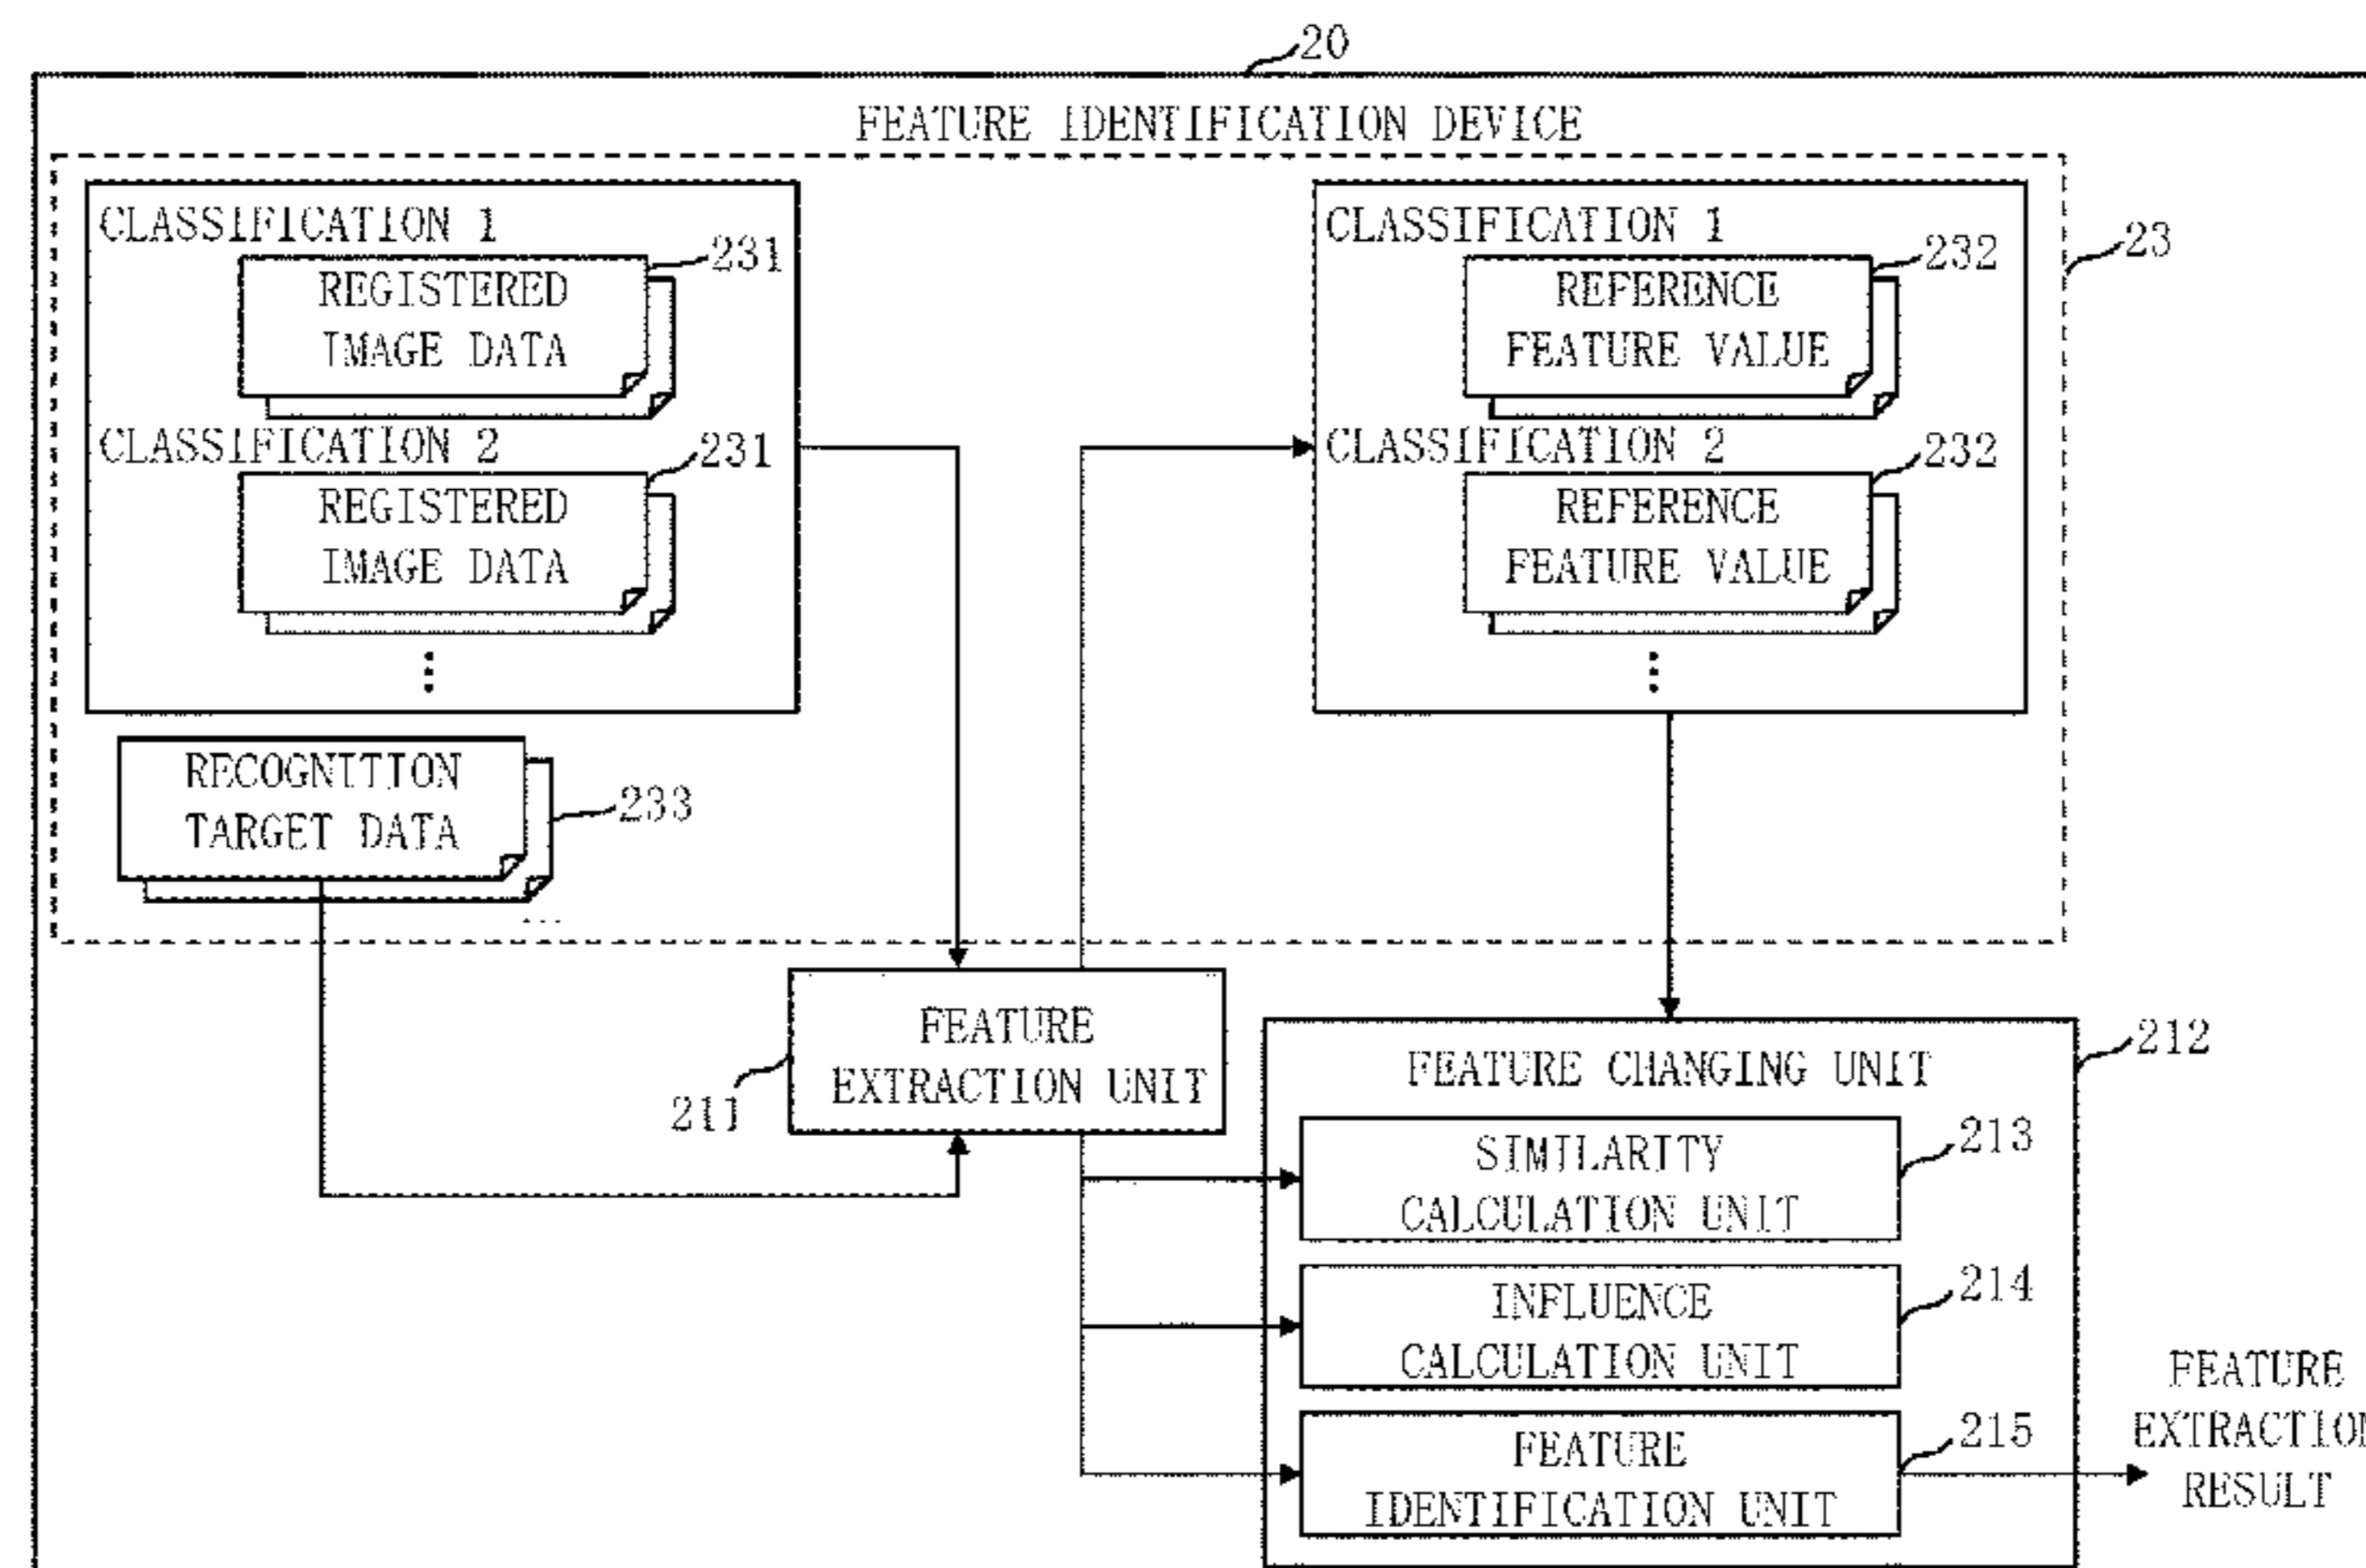 20
FEATURE IDENTIFICATION DEVICE
CLASSIFICATION 1
231
REGISTERED
IMAGE DATA
CLASSIFICATION 2
231
REGISTERED
IMAGE DATA
RECOGNITION
TARGET DATA
233
CLASSIFICATION 1
232
REFERENCE
FEATURE VALUE
CLASSIFICATION 2
232
REFERENCE
FEATURE VALUE
23
FEATURE
EXTRACTION UNIT
211
FEATURE CHANGING UNIT
212
SIMILARITY
CALCULATION UNIT
213
INFLUENCE
CALCULATION UNIT
214
FEATURE
IDENTIFICATION UNIT
215
FEATURE
EXTRACTION
RESULT